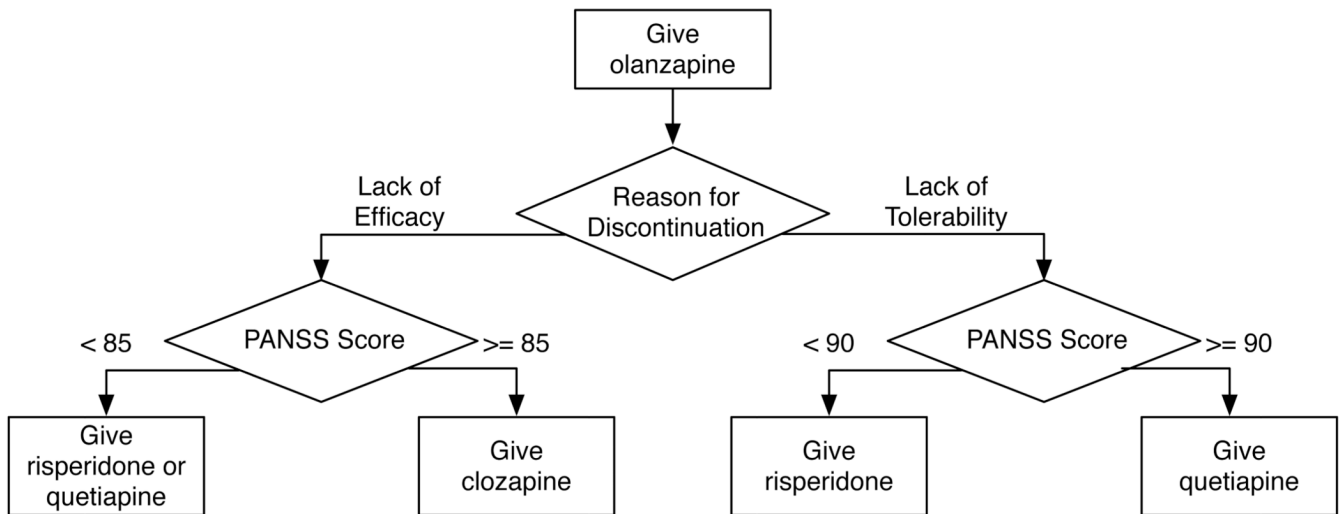 Give
olanzapine
Reason for
Discontinuation
Lack of
Efficacy
Lack of
Tolerability
PANSS Score
< 85
>= 85
PANSS Score
< 90
>= 90
Give
risperidone or
quetiapine
Give
clozapine
Give
risperidone
Give
quetiapine